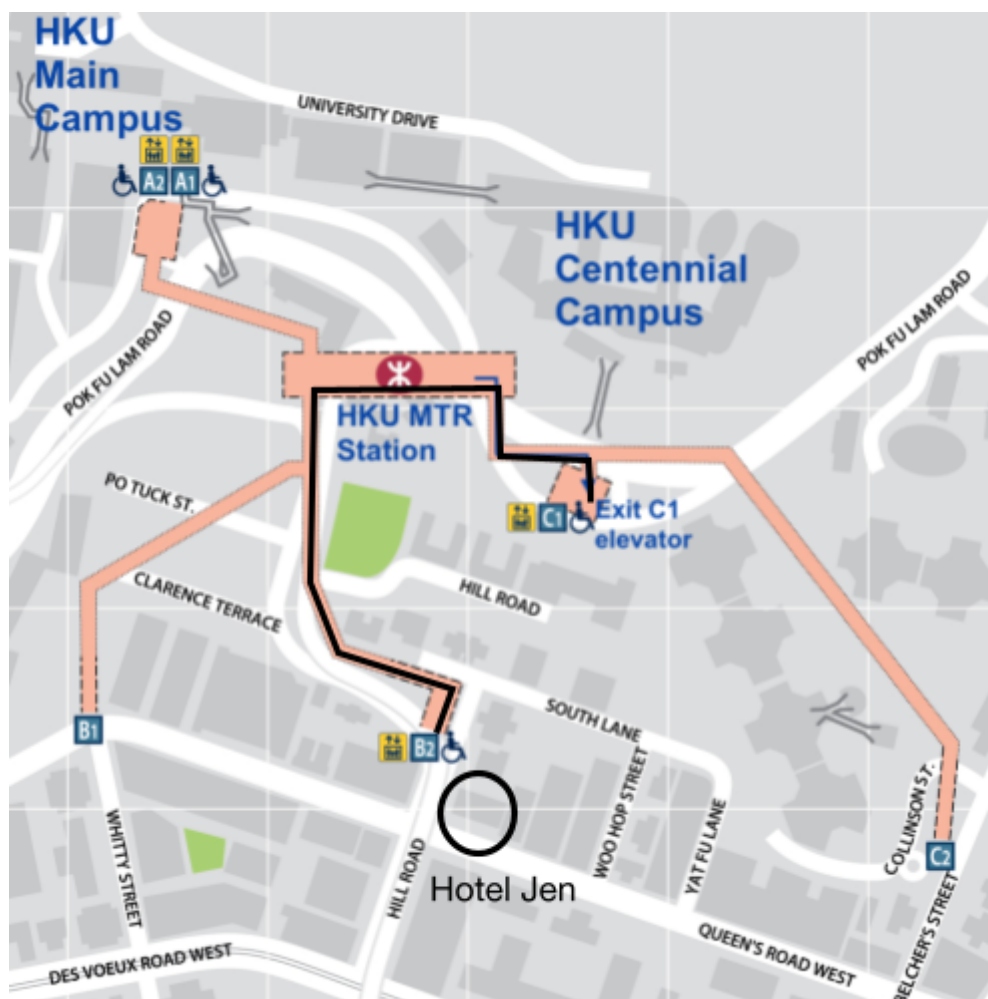 HKU
Main
Campus
UNIVERSITY DRIVE
A2 A1
HKU
Centennial
Campus
POK FU LAM ROAD
POK FU LAM ROAD
HKU MTR
Station
PO TUCK ST.
C1
Exit C1
elevator
CLARENCE TERRACE
HILL ROAD
SOUTH LANE
B1
B2
WHITTY STREET
WOO HOP STREET
YAT FU LANE
COLLINSON ST.
C2
HILL ROAD
Hotel Jen
QUEEN'S ROAD WEST
DES VOEUX ROAD WEST
ELCHER'S STREET